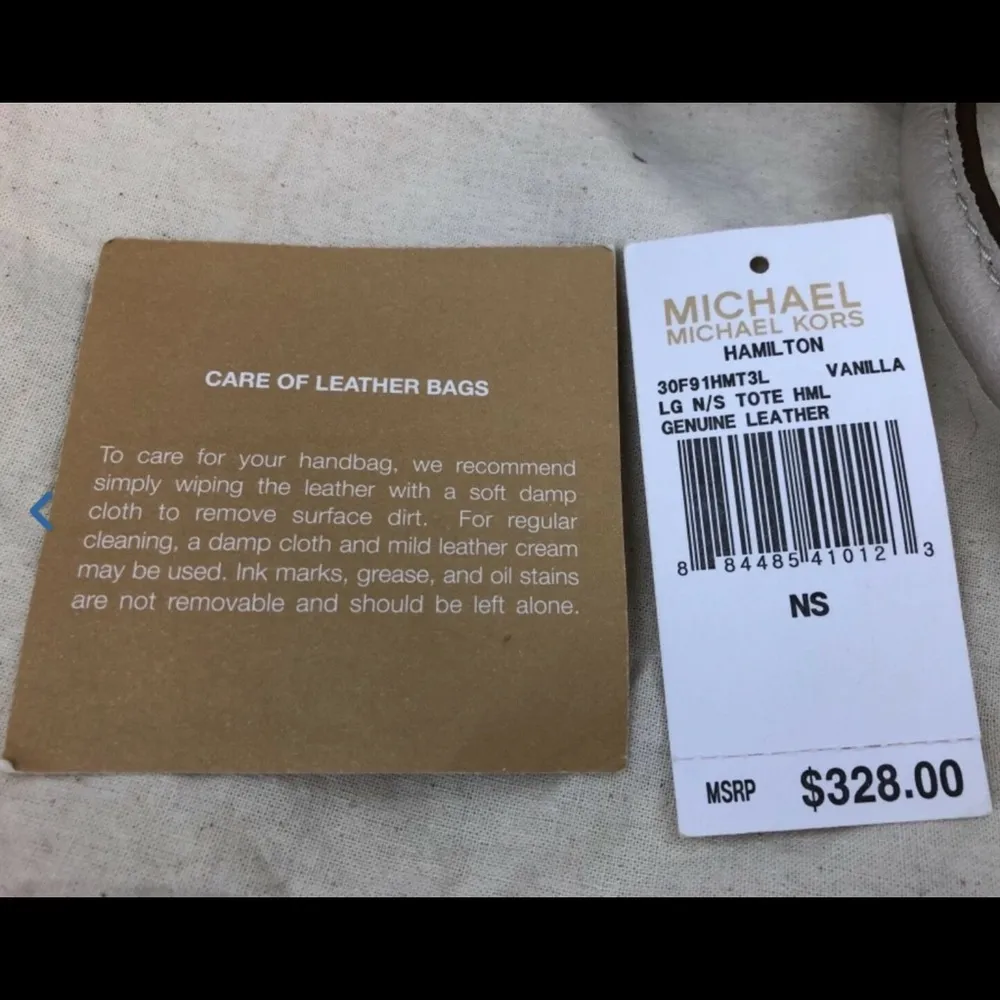 CARE OF LEATHER BAGS
To care for your handbag, we recommend
simply wiping the leather with a soft damp
cloth to remove surface dirt. For regular
cleaning, a damp cloth and mild leather cream
may be used. Ink marks, grease, and oil stains
are not removable and should be left alone.
MICHAEL
MICHAEL KORS
HAMILTON
30F91HMT3L VANILLA
LG N/S TOTE HML
GENUINE LEATHER
8 84485 41012 3
NS
MSRP $328.00